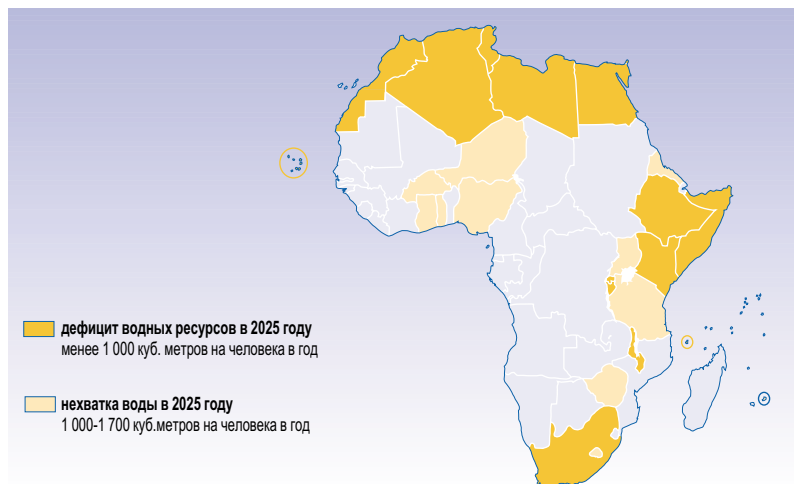 дефицит водных ресурсов в 2025 году
менее 1 000 куб. метров на человека в год
нехватка воды в 2025 году
1 000-1 700 куб.метров на человека в год